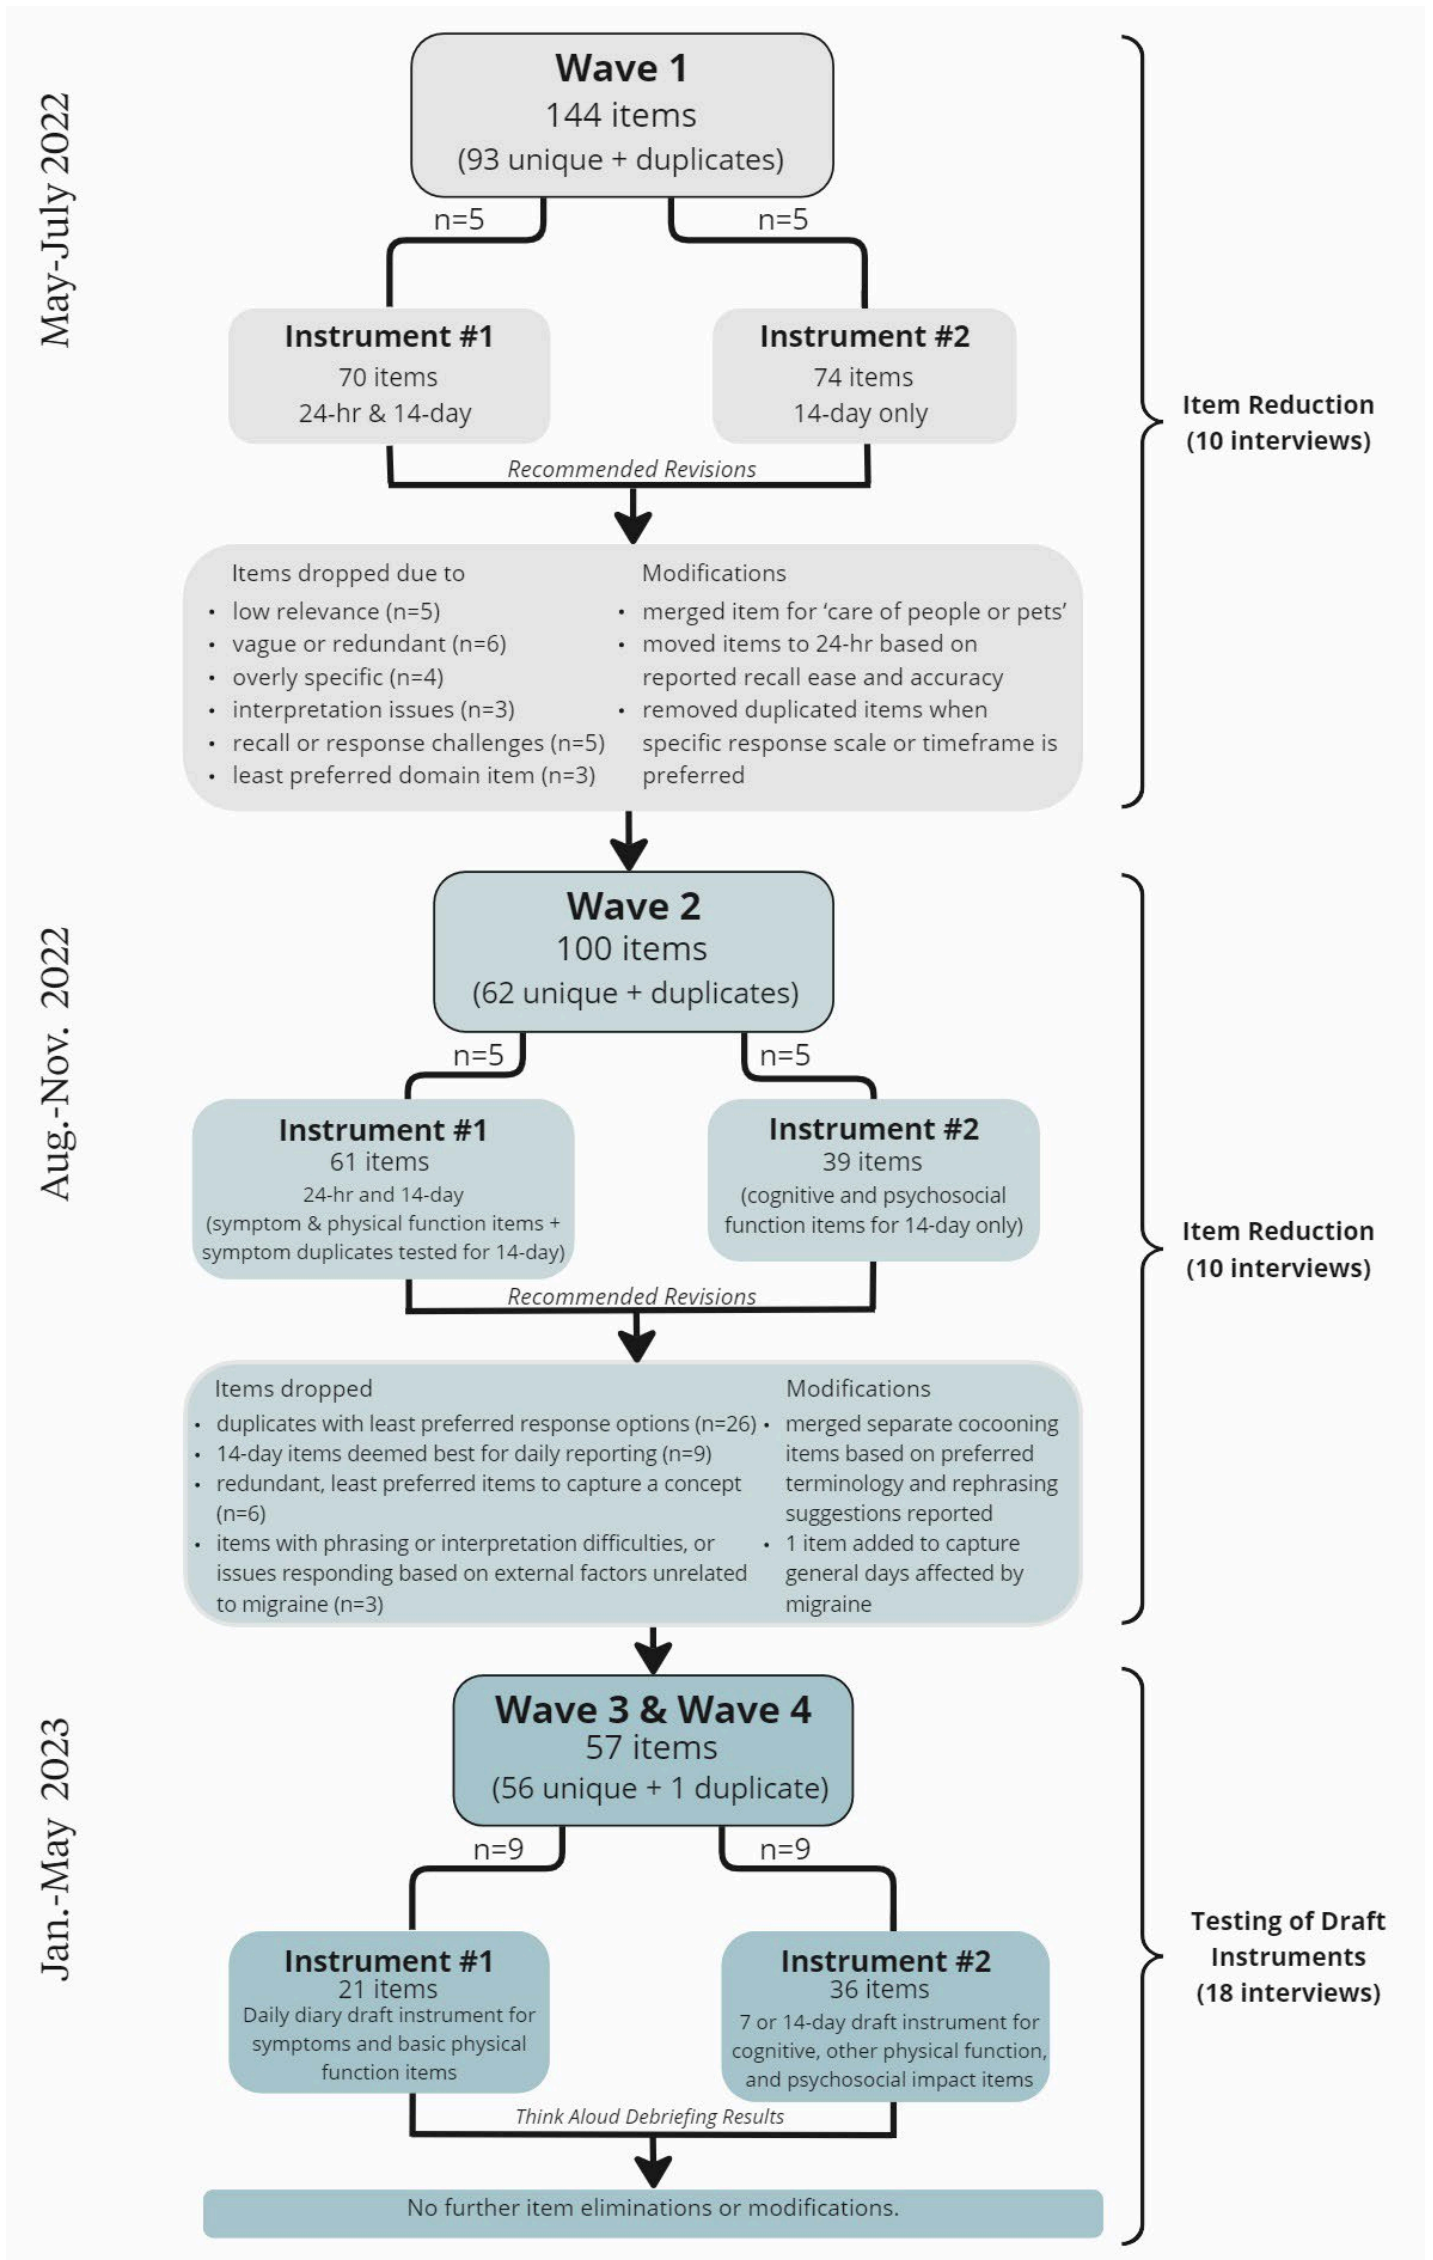 May-July 2022
Wave 1
144 items
(93 unique + duplicates)
n=5
n=5
Instrument #1
70 items
24-hr & 14-day
Instrument #2
74 items
14-day only
Recommended Revisions
Item Reduction
(10 interviews)
Items dropped due to
• low relevance (n=5)
• vague or redundant (n=6)
• overly specific (n=4)
• interpretation issues (n=3)
• recall or response challenges (n=5)
• least preferred domain item (n=3)
Modifications
• merged item for ‘care of people or pets’
• moved items to 24-hr based on
reported recall ease and accuracy
• removed duplicated items when
specific response scale or timeframe is
preferred
Aug.-Nov. 2022
Wave 2
100 items
(62 unique + duplicates)
n=5
n=5
Instrument #1
61 items
24-hr and 14-day
(symptom & physical function items +
symptom duplicates tested for 14-day)
Instrument #2
39 items
(cognitive and psychosocial
function items for 14-day only)
Recommended Revisions
Item Reduction
(10 interviews)
Items dropped
• duplicates with least preferred response options (n=26)
• 14-day items deemed best for daily reporting (n=9)
• redundant, least preferred items to capture a concept
(n=6)
• items with phrasing or interpretation difficulties, or
issues responding based on external factors unrelated
to migraine (n=3)
Modifications
• merged separate cocooning
items based on preferred
terminology and rephrasing
suggestions reported
• 1 item added to capture
general days affected by
migraine
Jan.-May 2023
Wave 3 & Wave 4
57 items
(56 unique + 1 duplicate)
n=9
n=9
Instrument #1
21 items
Daily diary draft instrument for
symptoms and basic physical
function items
Instrument #2
36 items
7 or 14-day draft instrument for
cognitive, other physical function,
and psychosocial impact items
Testing of Draft
Instruments
(18 interviews)
Think Aloud Debriefing Results
No further item eliminations or modifications.